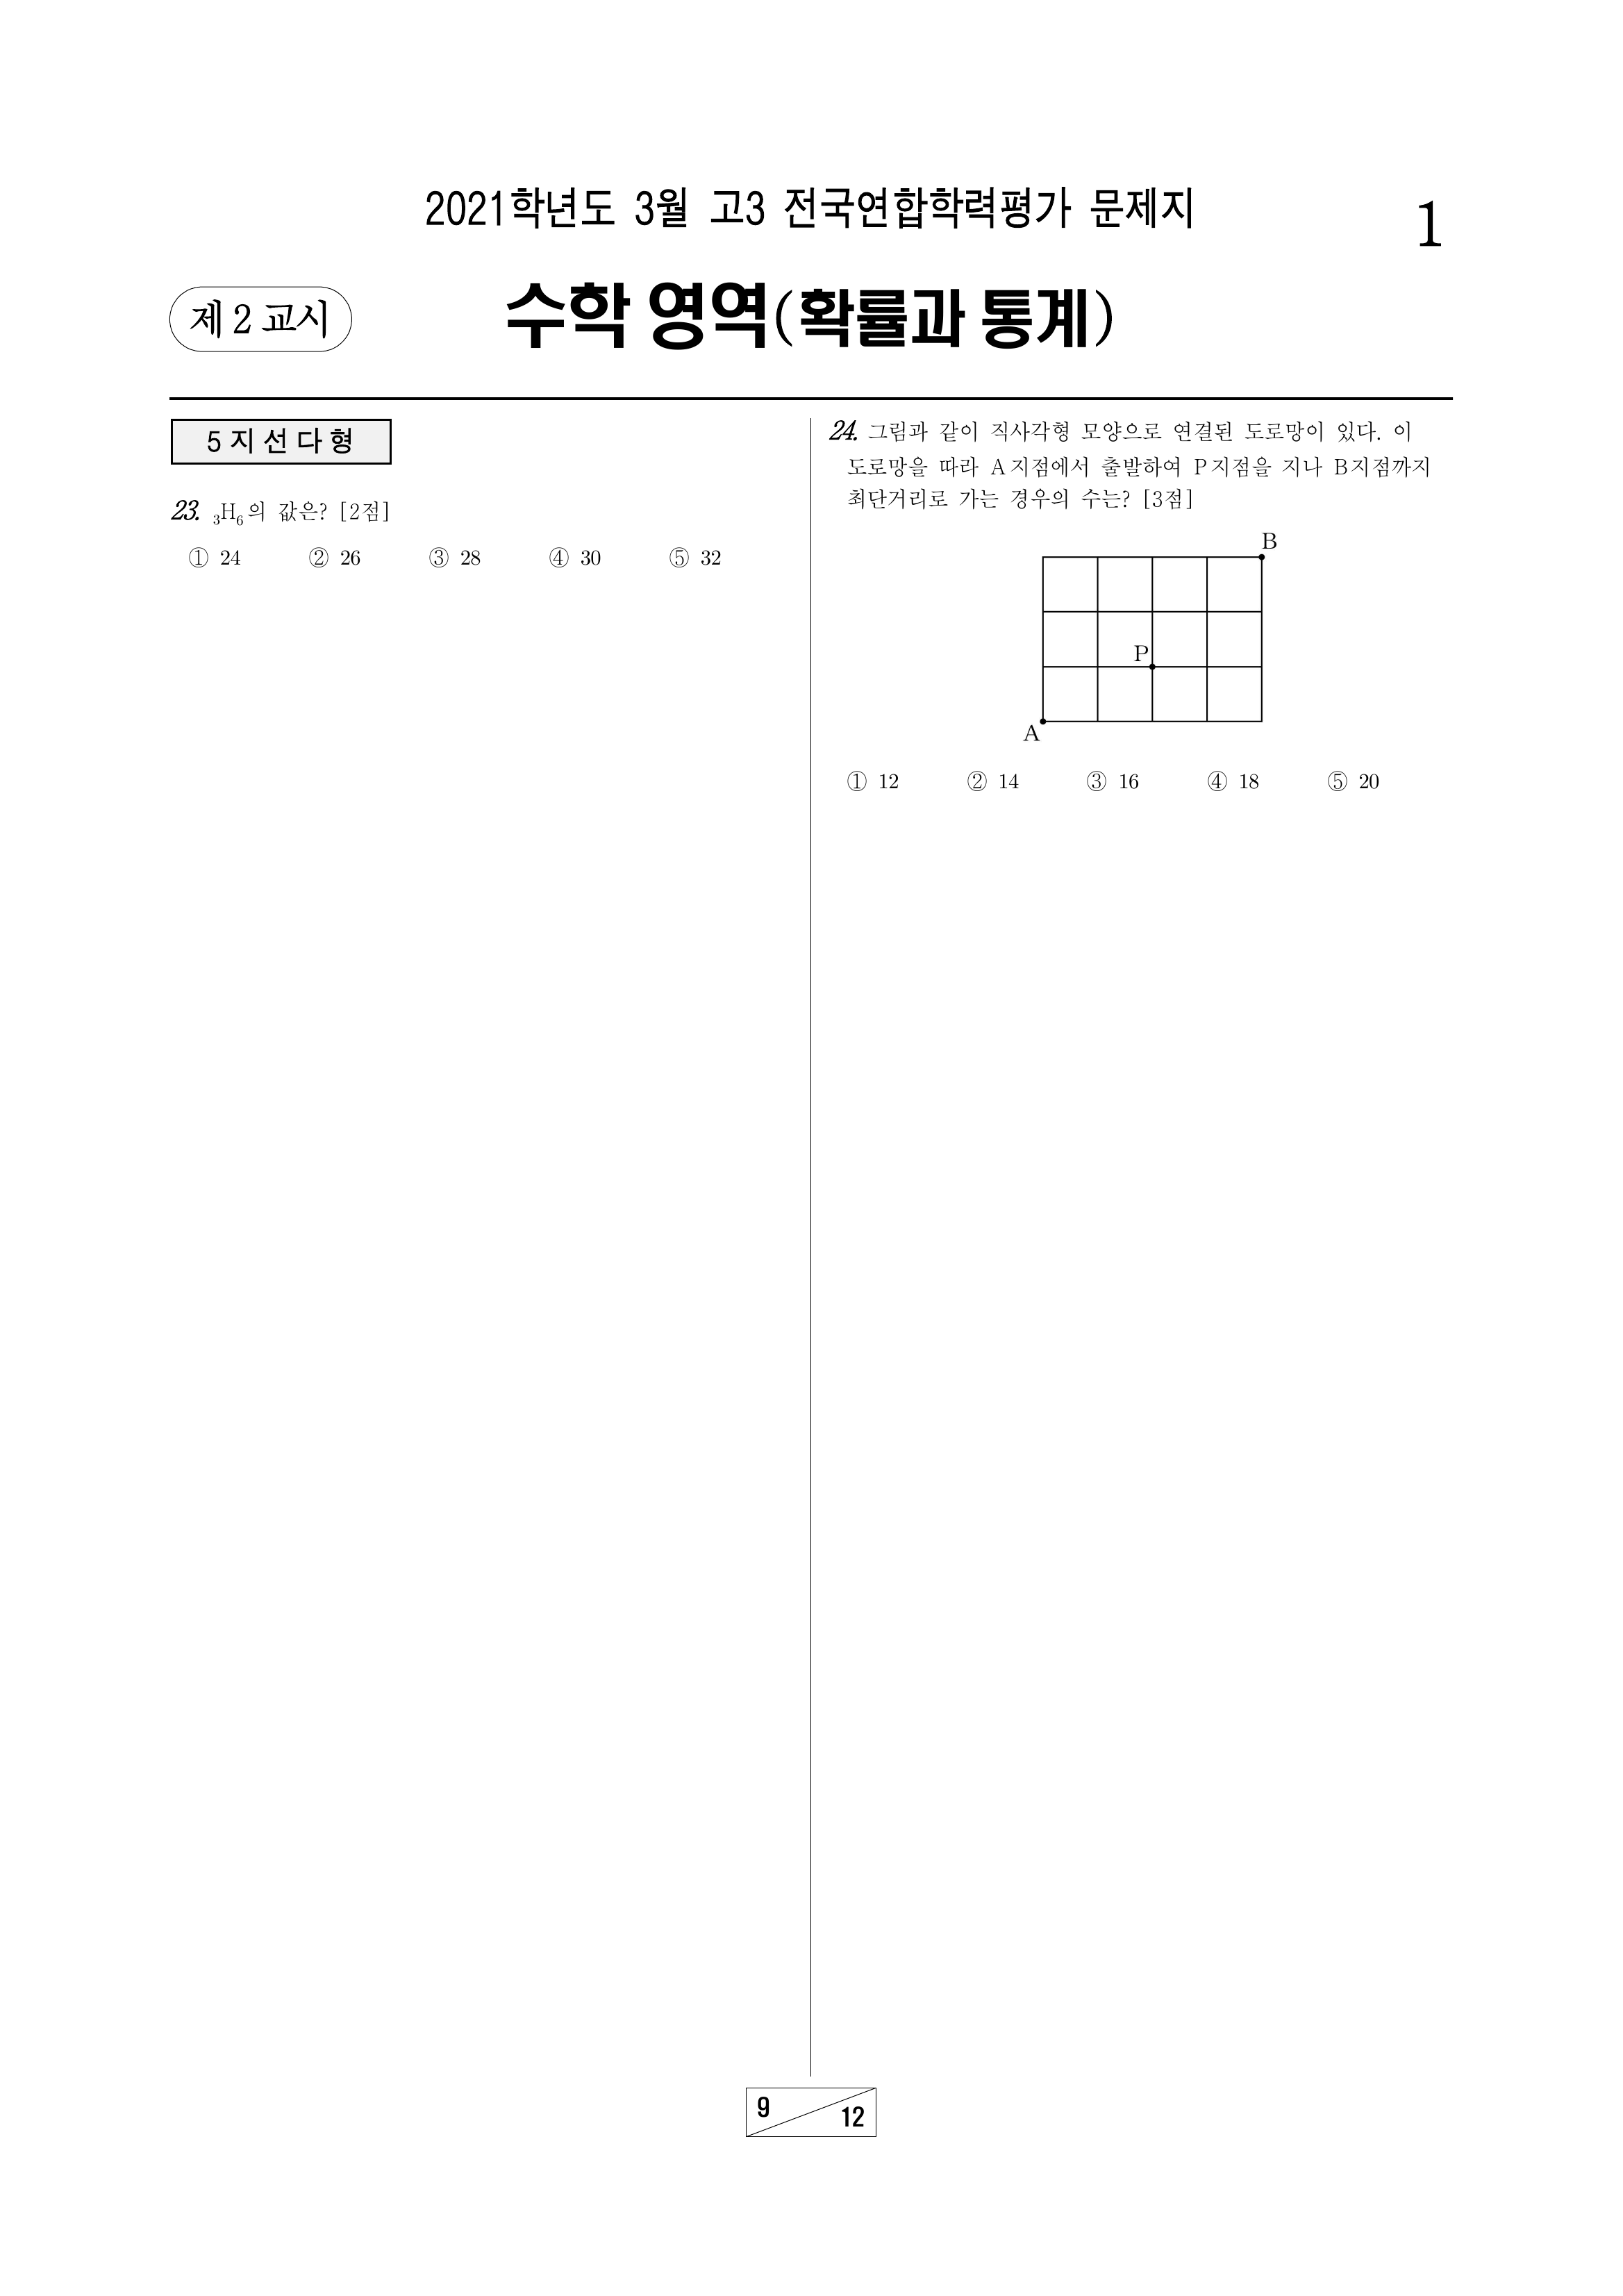 2021학년도 3월 고3 전국연합학력평가 문제지
1
제 2 교시
수학 영역(확률과 통계)
5 지 선 다 형
23. ₃H₆의 값은? [2점]
① 24 ② 26 ③ 28 ④ 30 ⑤ 32
24. 그림과 같이 직사각형 모양으로 연결된 도로망이 있다. 이
도로망을 따라 A지점에서 출발하여 P지점을 지나 B지점까지
최단거리로 가는 경우의 수는? [3점]
B
P
A
① 12 ② 14 ③ 16 ④ 18 ⑤ 20
9
12